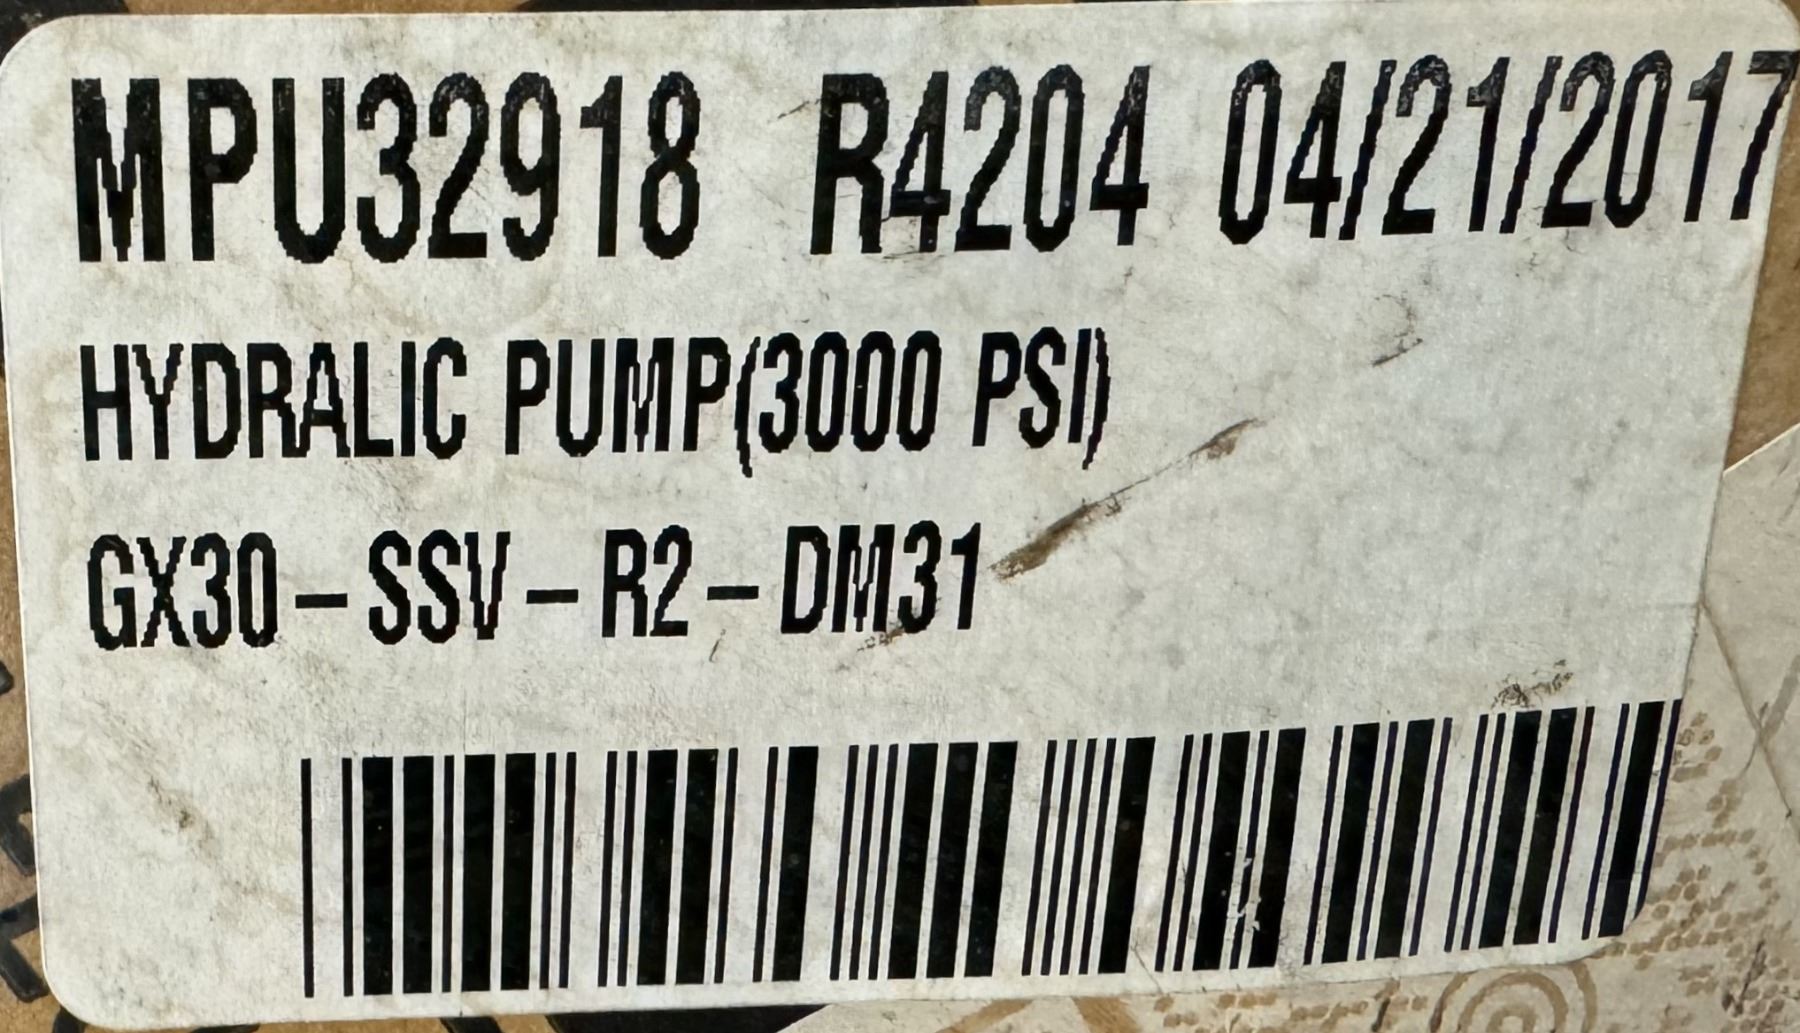 MPU32918 R4204 04/21/2017
HYDRALIC PUMP(3000 PSI)
GX30-SSV-R2-DM31